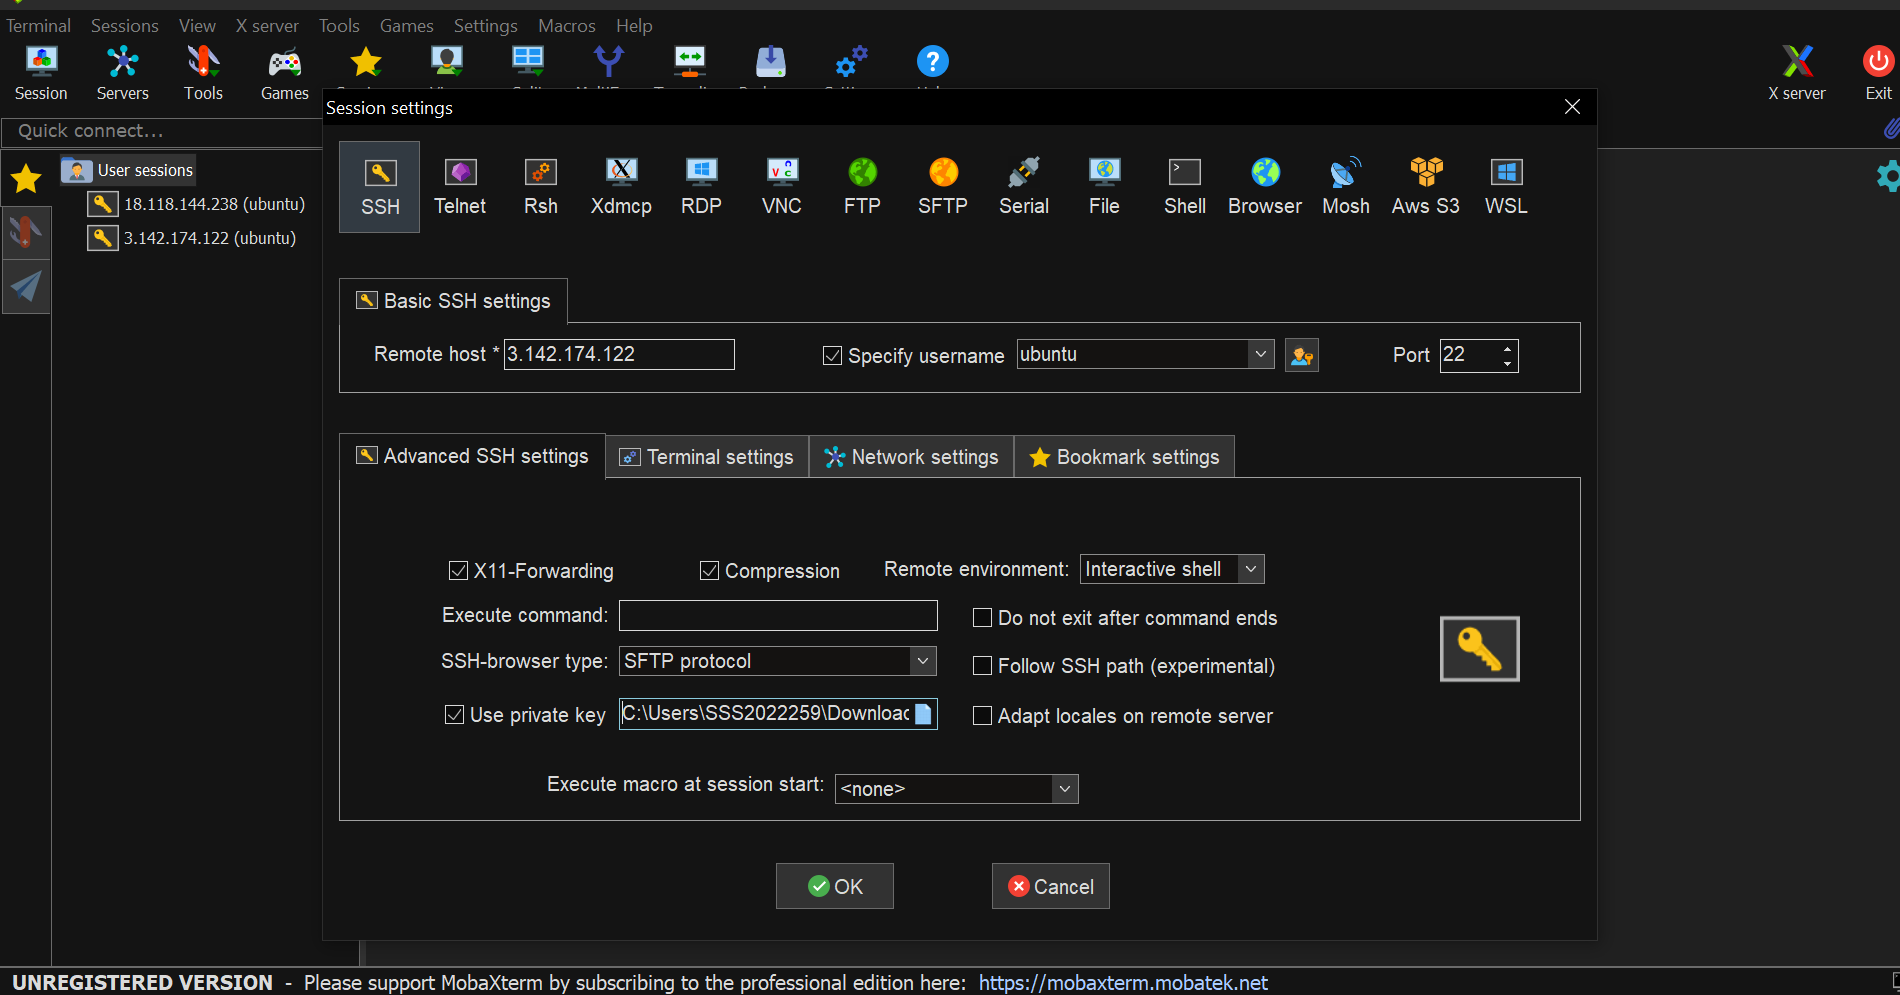 Terminal Sessions View X server Tools Games Settings Macros Help
Session Servers Tools Games X server Exit
Session settings
Quick connect...
User sessions
18.118.144.238 (ubuntu)
3.142.174.122 (ubuntu)
SSH Telnet Rsh Xdmcp RDP VNC FTP SFTP Serial File Shell Browser Mosh Aws S3 WSL
Basic SSH settings
Remote host * 3.142.174.122 Specify username ubuntu Port 22
Advanced SSH settings Terminal settings Network settings Bookmark settings
X11-Forwarding Compression Remote environment: Interactive shell
Execute command: Do not exit after command ends
SSH-browser type: SFTP protocol Follow SSH path (experimental)
Use private key C:\Users\SSS2022259\Downloac Adapt locales on remote server
Execute macro at session start: <none>
OK Cancel
UNREGISTERED VERSION - Please support MobaXterm by subscribing to the professional edition here: https://mobaxterm.mobatek.net